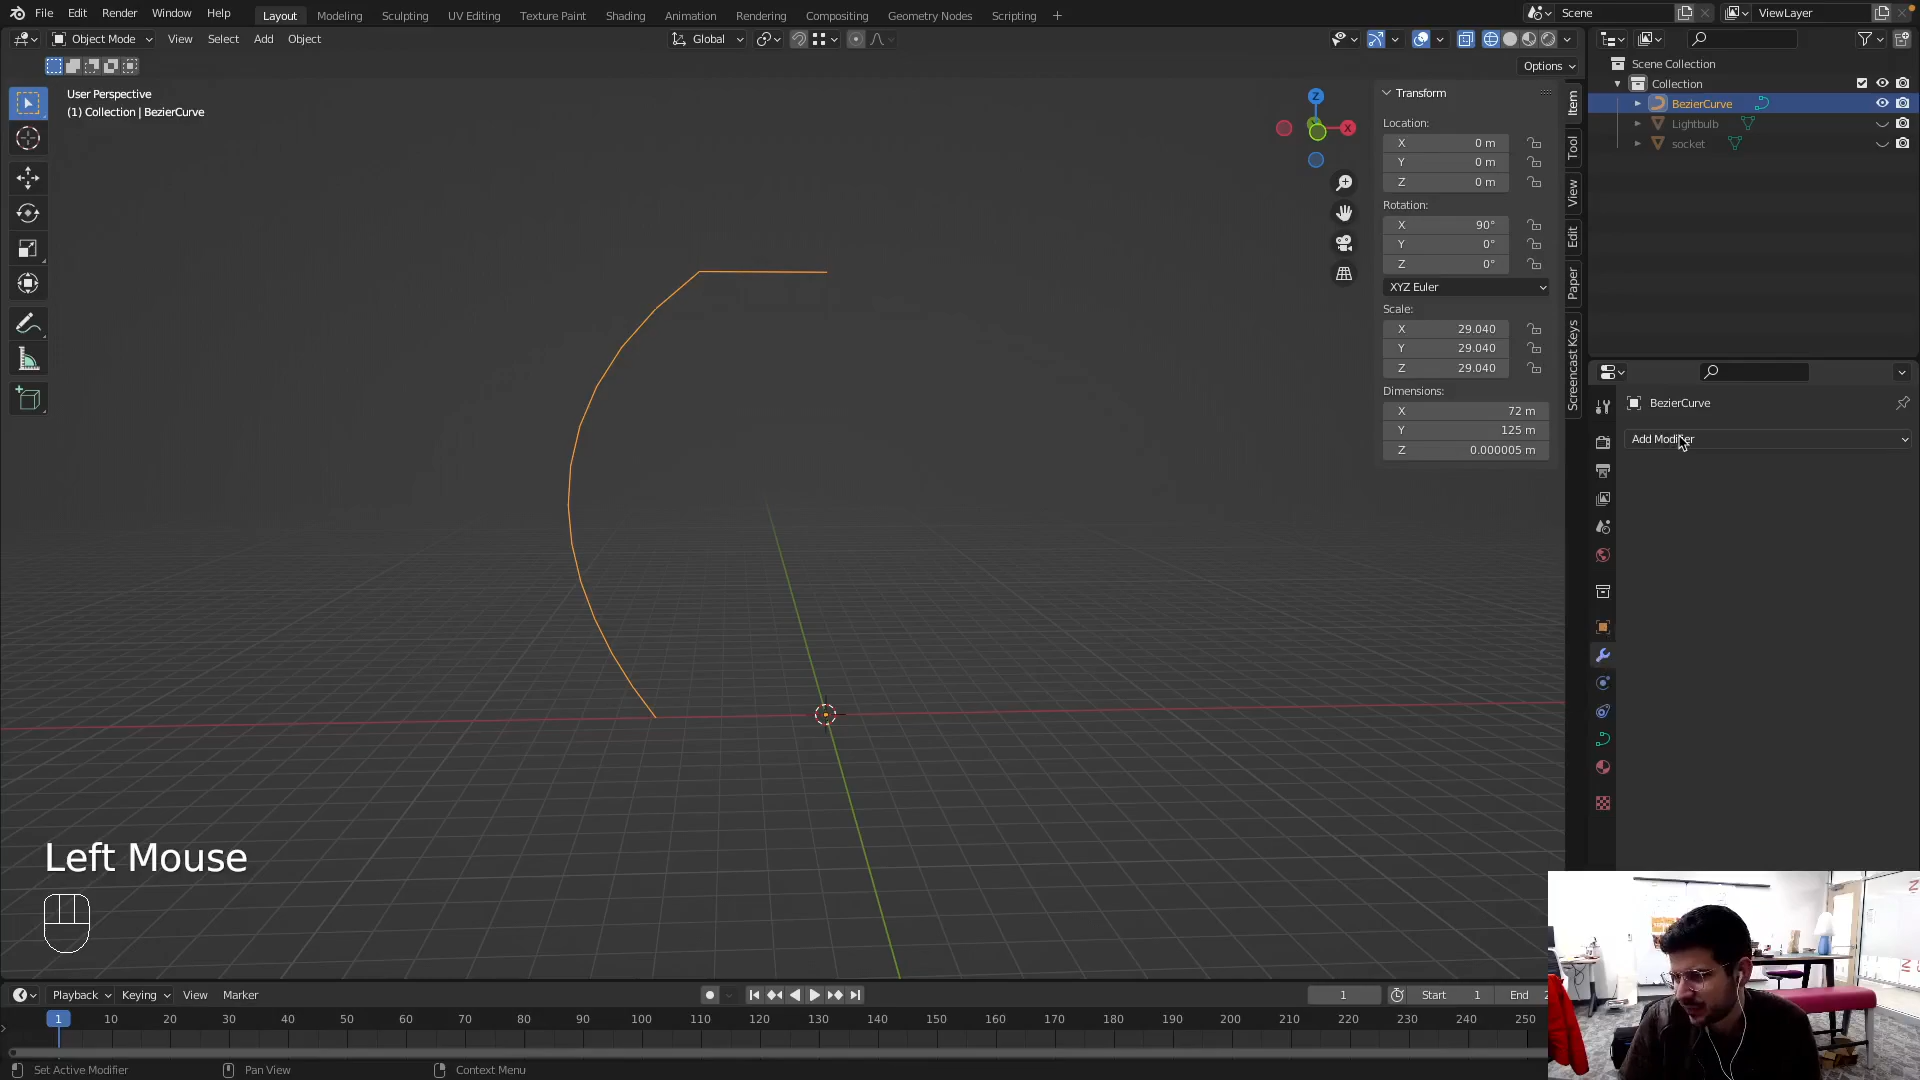 File Edit Render Window Help Layout Modeling Sculpting UV Editing Texture Paint Shading Animation Rendering Compositing Geometry Nodes Scripting + Scene ViewLayer
Object Mode View Select Add Object Global
Options
User Perspective
(1) Collection | BezierCurve
Z
X
Transform
Location:
X 0 m
Y 0 m
Z 0 m
Rotation:
X 90°
Y 0°
Z 0°
XYZ Euler
Scale:
X 29.040
Y 29.040
Z 29.040
Dimensions:
X 72 m
Y 125 m
Z 0.000005 m
Item
Tool
View
Edit
Paper
Screencast Keys
Scene Collection
Collection
BezierCurve
Lightbulb
socket
BezierCurve
Add Modifier
Left Mouse
Playback Keying View Marker 1 Start 1 End 2
1 10 20 30 40 50 60 70 80 90 100 110 120 130 140 150 160 170 180 190 200 210 220 230 240 250
Set Active Modifier Pan View Context Menu